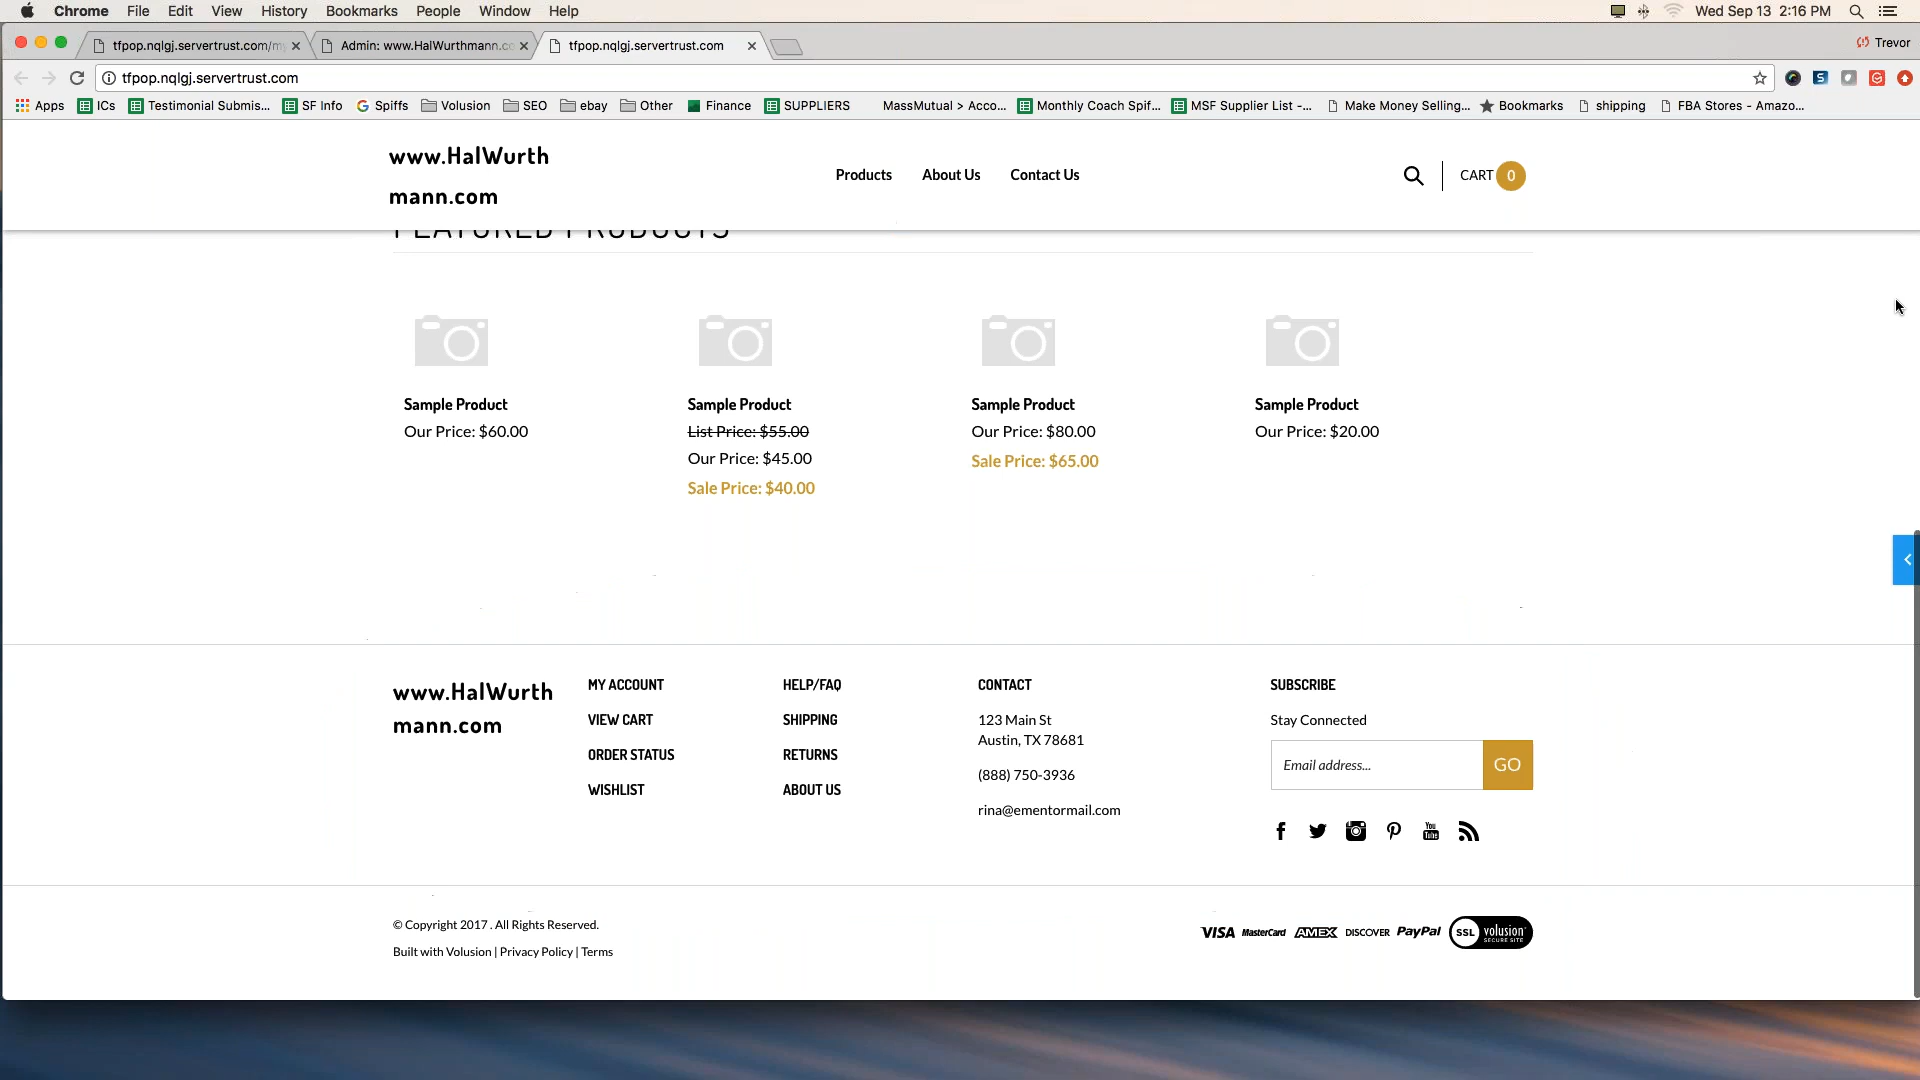 Chrome File Edit View History Bookmarks People Window Help Wed Sep 13 2:16 PM
tfpop.nqlgj.servertrust.com/my Admin: www.HalWurthmann.co tfpop.nqlgj.servertrust.com Trevor
tfpop.nqlgj.servertrust.com
Apps ICs Testimonial Submis... SF Info Spiffs Volusion SEO ebay Other Finance SUPPLIERS MassMutual > Acco... Monthly Coach Spif... MSF Supplier List -... Make Money Selling... Bookmarks shipping FBA Stores - Amazo...
www.HalWurth
mann.com
Products About Us Contact Us CART 0
FEATURED PRODUCTS
Sample Product Sample Product Sample Product Sample Product
Our Price: $60.00 List Price: $55.00 Our Price: $80.00 Our Price: $20.00
Our Price: $45.00 Sale Price: $65.00
Sale Price: $40.00
www.HalWurth
mann.com
MY ACCOUNT
VIEW CART
ORDER STATUS
WISHLIST
HELP/FAQ
SHIPPING
RETURNS
ABOUT US
CONTACT
123 Main St
Austin, TX 78681
(888) 750-3936
rina@ementormail.com
SUBSCRIBE
Stay Connected
Email address... GO
You
Tube
© Copyright 2017 . All Rights Reserved.
Built with Volusion | Privacy Policy | Terms
VISA MasterCard AMEX DISCOVER PayPal SSL volusion
SECURE SITE